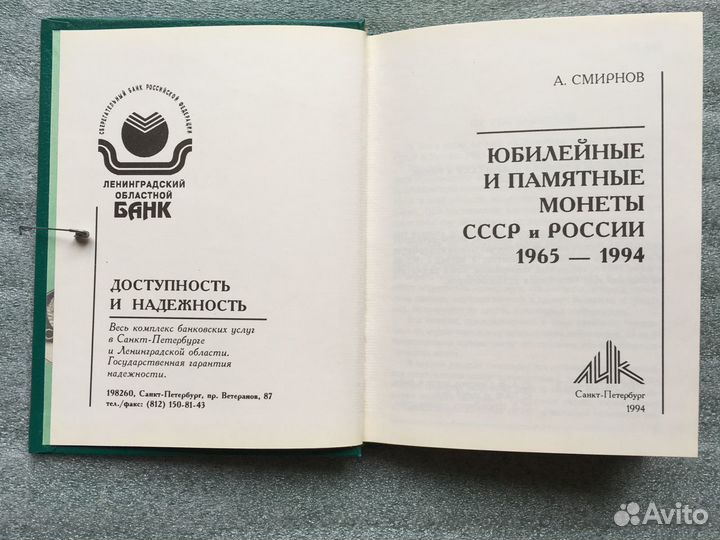 СБЕРЕГАТЕЛЬНЫЙ БАНК РОССИЙСКОЙ ФЕДЕРАЦИИ
ЛЕНИНГРАДСКИЙ
ОБЛАСТНОЙ
БАНК
ДОСТУПНОСТЬ
И НАДЕЖНОСТЬ
Весь комплекс банковских услуг
в Санкт-Петербурге
и Ленинградской области.
Государственная гарантия
надежности.
198260, Санкт-Петербург, пр. Ветеранов, 87
тел./факс: (812) 150-81-43
А. СМИРНОВ
ЮБИЛЕЙНЫЕ
И ПАМЯТНЫЕ
МОНЕТЫ
СССР и РОССИИ
1965 — 1994
ЛИК
Санкт-Петербург
1994
Avito